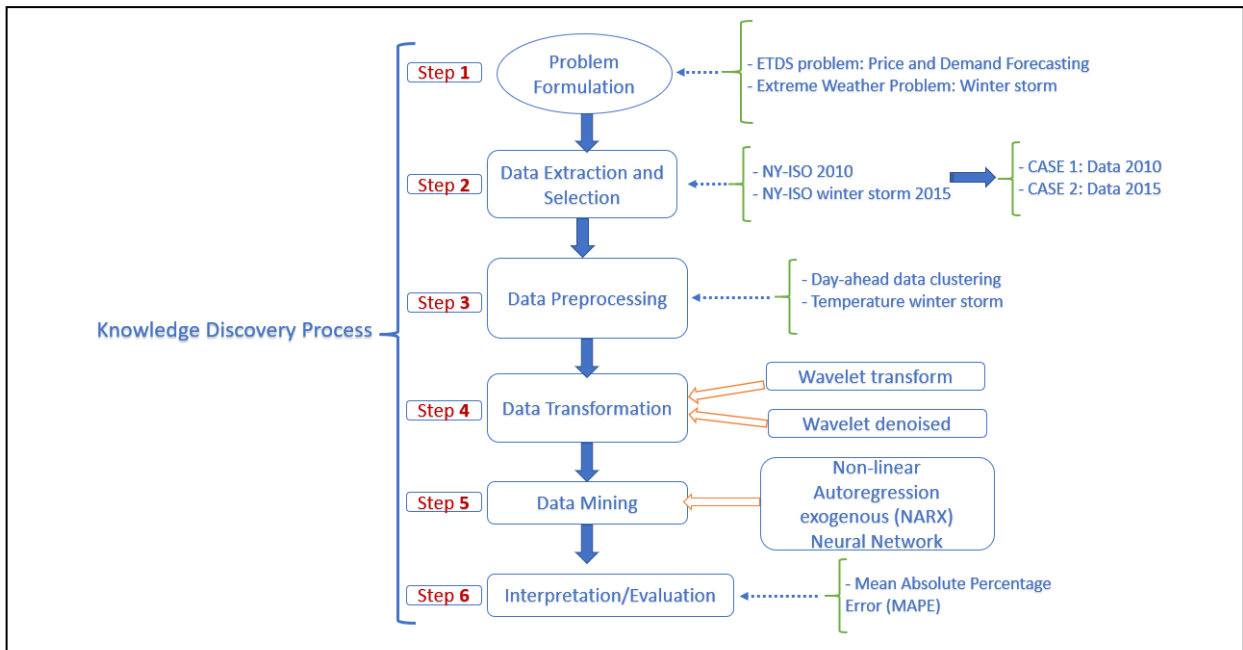 Knowledge Discovery Process
Step 1
Problem
Formulation
- ETDS problem: Price and Demand Forecasting
- Extreme Weather Problem: Winter storm
Step 2
Data Extraction and
Selection
- NY-ISO 2010
- NY-ISO winter storm 2015
- CASE 1: Data 2010
- CASE 2: Data 2015
Step 3
Data Preprocessing
- Day-ahead data clustering
- Temperature winter storm
Step 4
Data Transformation
Wavelet transform
Wavelet denoised
Step 5
Data Mining
Non-linear
Autoregression
exogenous (NARX)
Neural Network
Step 6
Interpretation/Evaluation
- Mean Absolute Percentage
Error (MAPE)